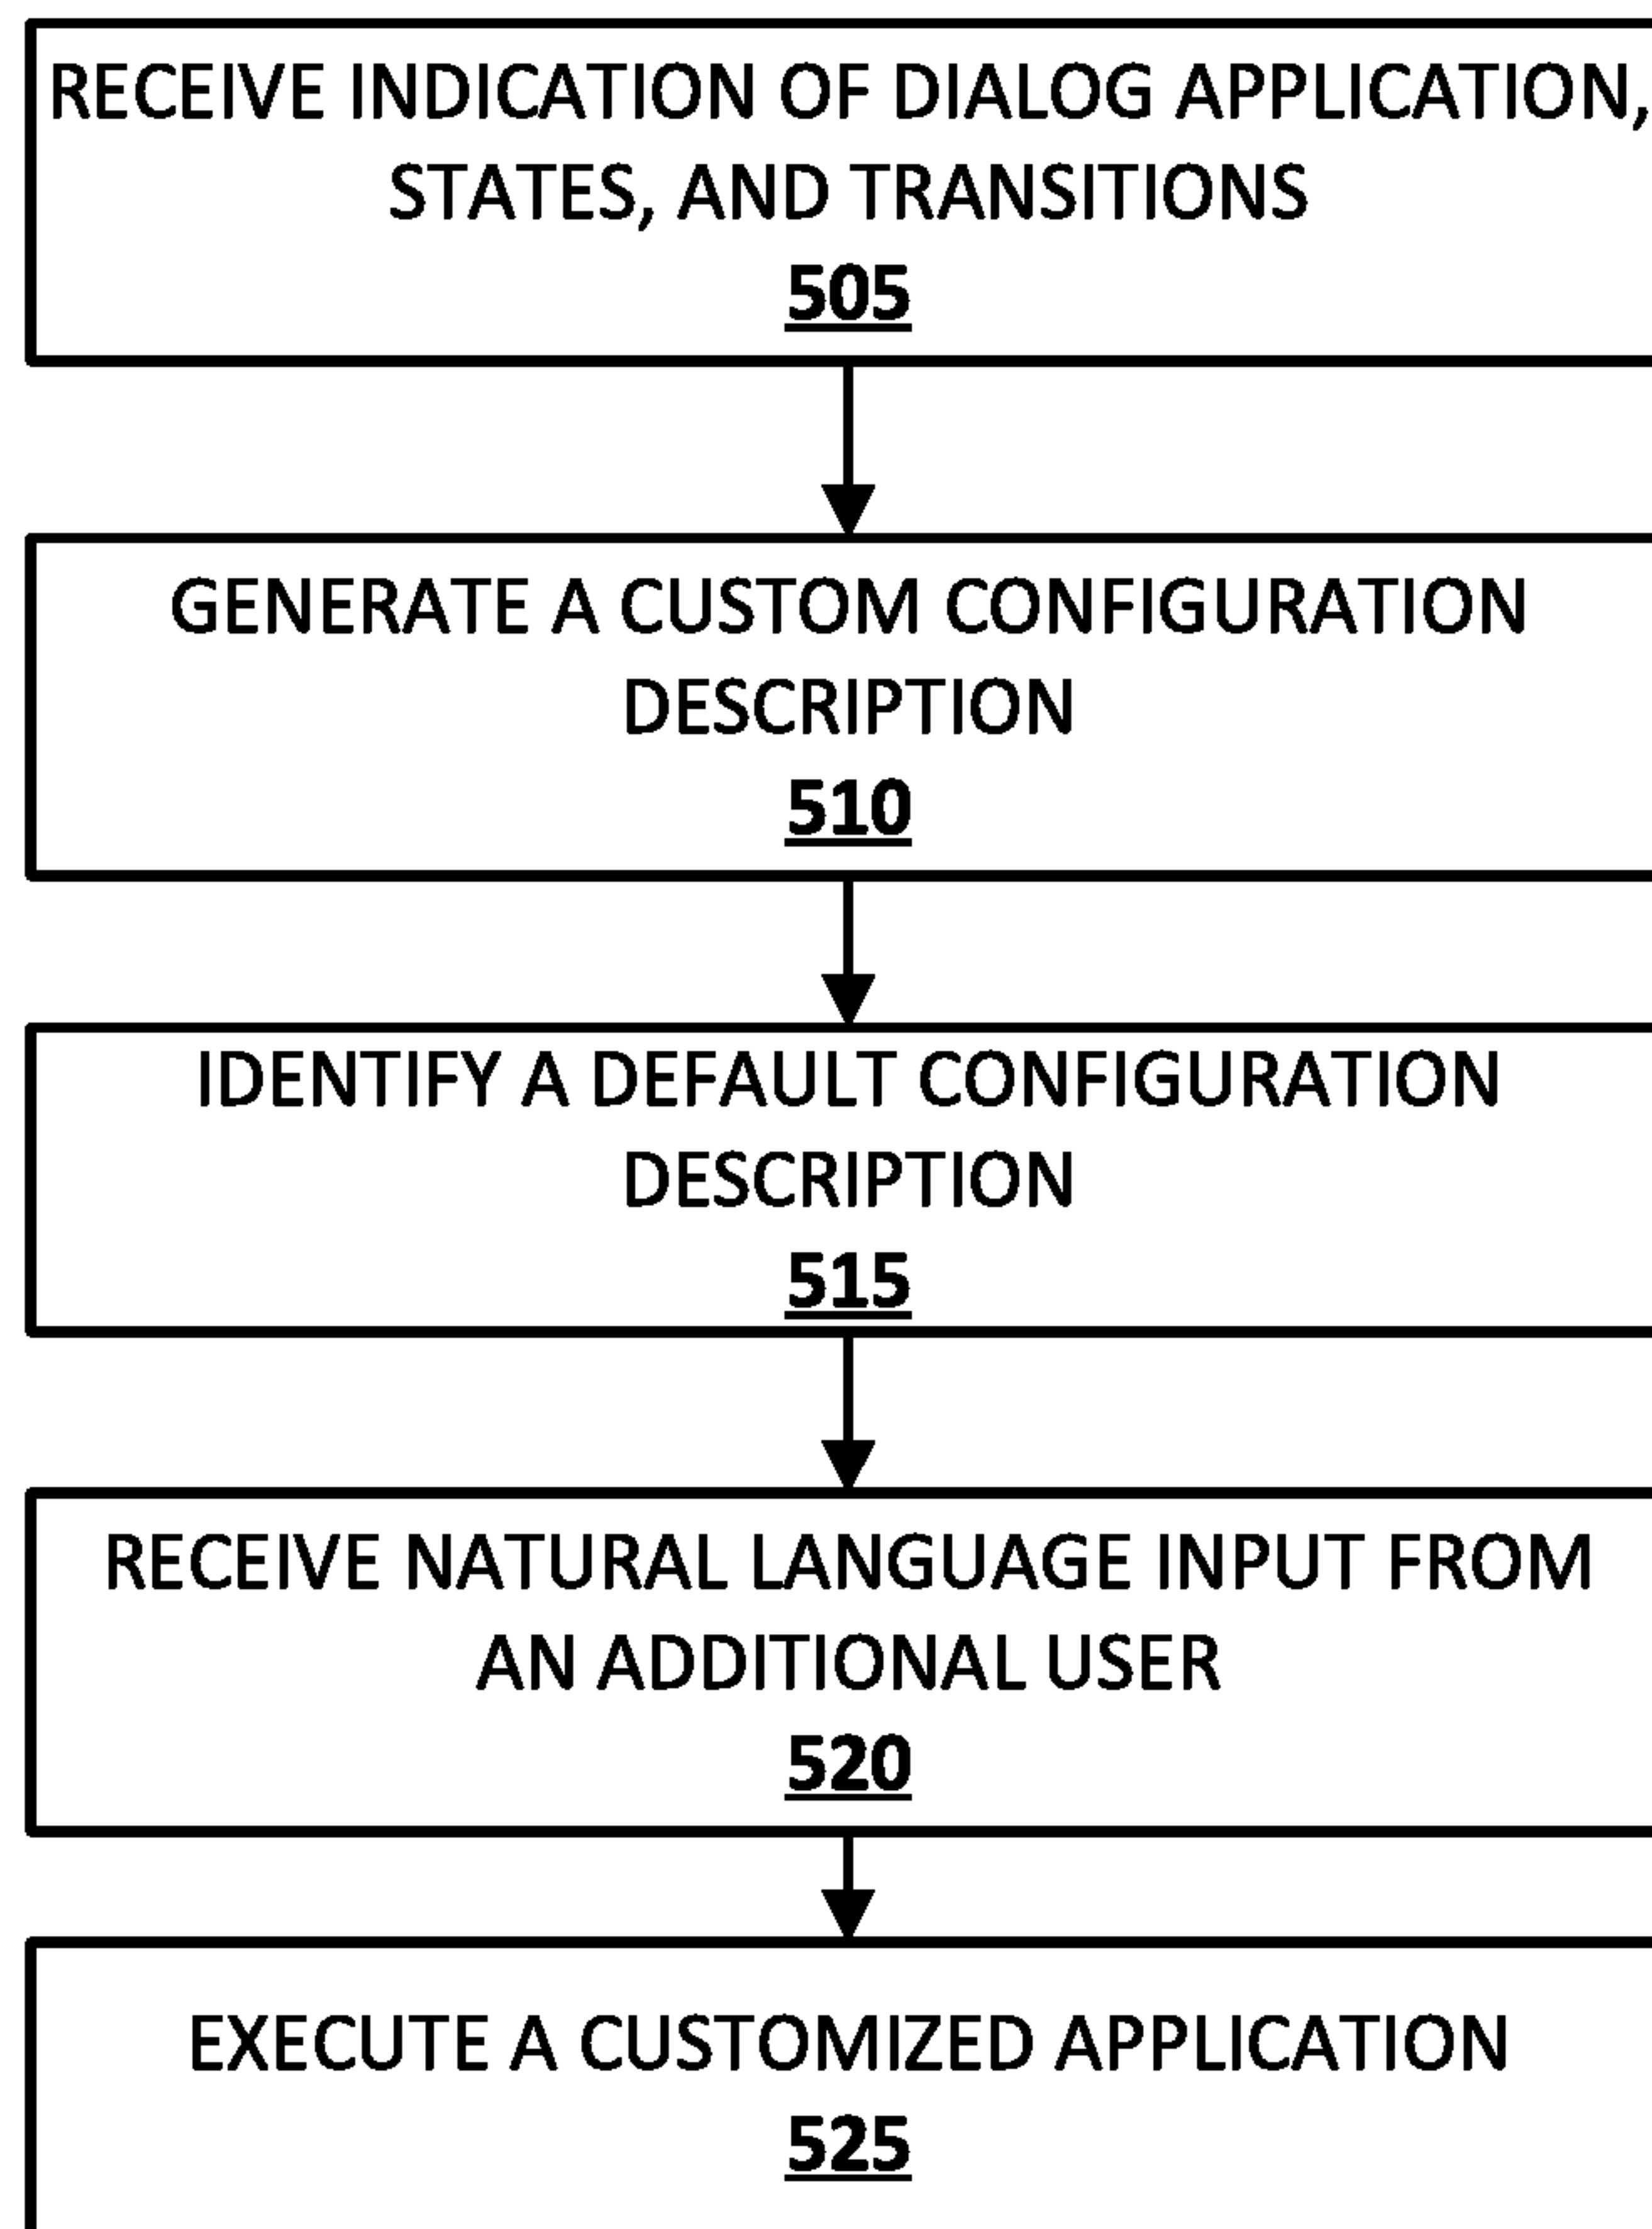 RECEIVE INDICATION OF DIALOG APPLICATION,
STATES, AND TRANSITIONS
505
GENERATE A CUSTOM CONFIGURATION
DESCRIPTION
510
IDENTIFY A DEFAULT CONFIGURATION
DESCRIPTION
515
RECEIVE NATURAL LANGUAGE INPUT FROM
AN ADDITIONAL USER
520
EXECUTE A CUSTOMIZED APPLICATION
525